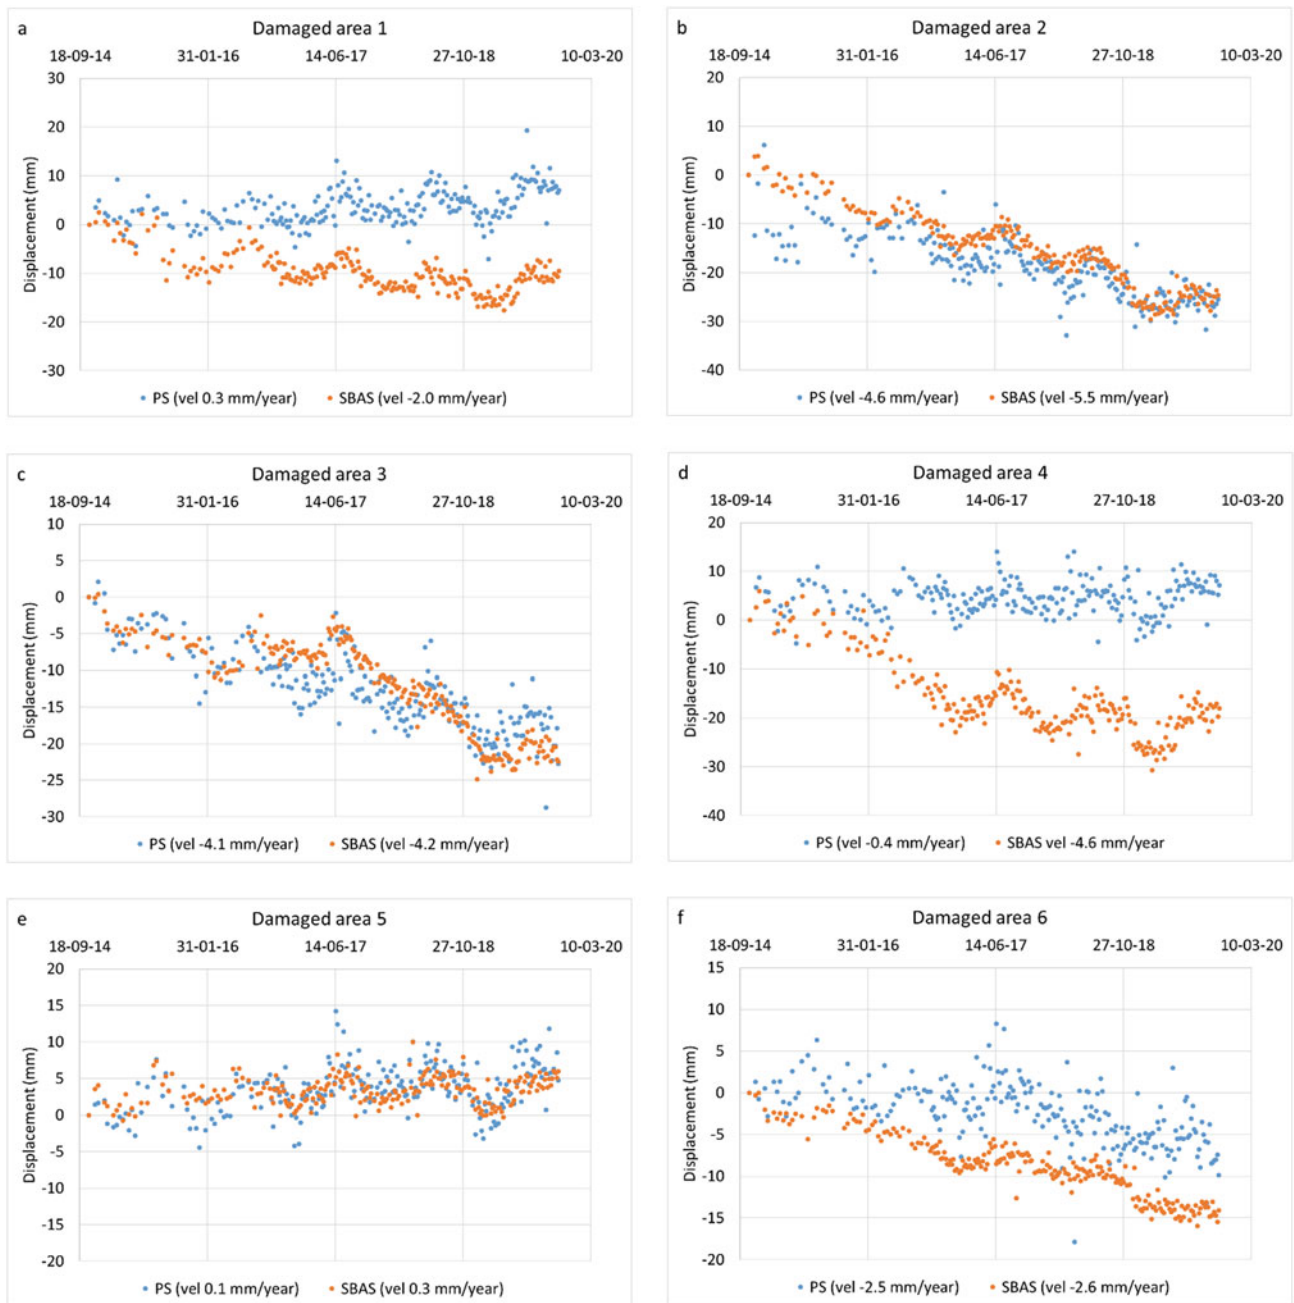 a
Damaged area 1
18-09-14 31-01-16 14-06-17 27-10-18 10-03-20
30
20
10
0
-10
-20
-30
Displacement (mm)
PS (vel 0.3 mm/year) SBAS (vel -2.0 mm/year)
b
Damaged area 2
18-09-14 31-01-16 14-06-17 27-10-18 10-03-20
20
10
0
-10
-20
-30
-40
Displacement (mm)
PS (vel -4.6 mm/year) SBAS (vel -5.5 mm/year)
c
Damaged area 3
18-09-14 31-01-16 14-06-17 27-10-18 10-03-20
10
5
0
-5
-10
-15
-20
-25
-30
Displacement (mm)
PS (vel -4.1 mm/year) SBAS (vel -4.2 mm/year)
d
Damaged area 4
18-09-14 31-01-16 14-06-17 27-10-18 10-03-20
20
10
0
-10
-20
-30
-40
Displacement (mm)
PS (vel -0.4 mm/year) SBAS vel -4.6 mm/year
e
Damaged area 5
18-09-14 31-01-16 14-06-17 27-10-18 10-03-20
20
15
10
5
0
-5
-10
-15
-20
Displacement (mm)
PS (vel 0.1 mm/year) SBAS (vel 0.3 mm/year)
f
Damaged area 6
18-09-14 31-01-16 14-06-17 27-10-18 10-03-20
15
10
5
0
-5
-10
-15
-20
Displacement (mm)
PS (vel -2.5 mm/year) SBAS (vel -2.6 mm/year)